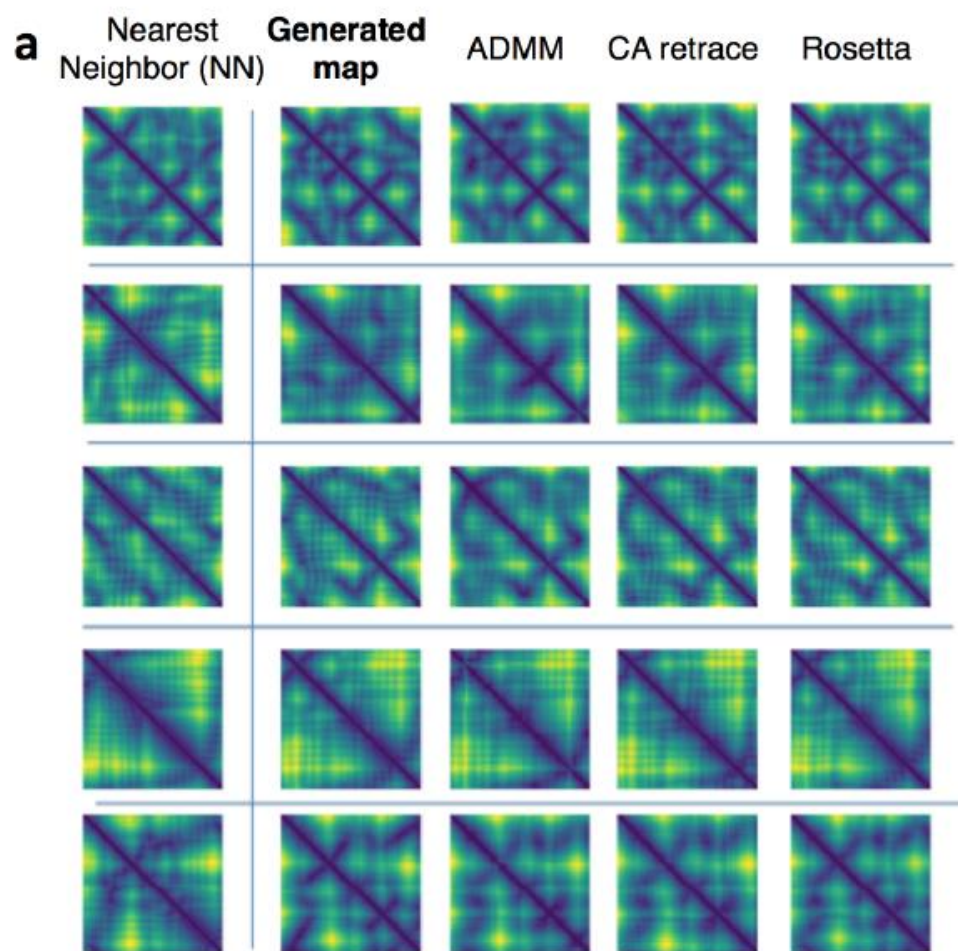 a
Nearest
Neighbor (NN)
Generated
map
ADMM
CA retrace
Rosetta